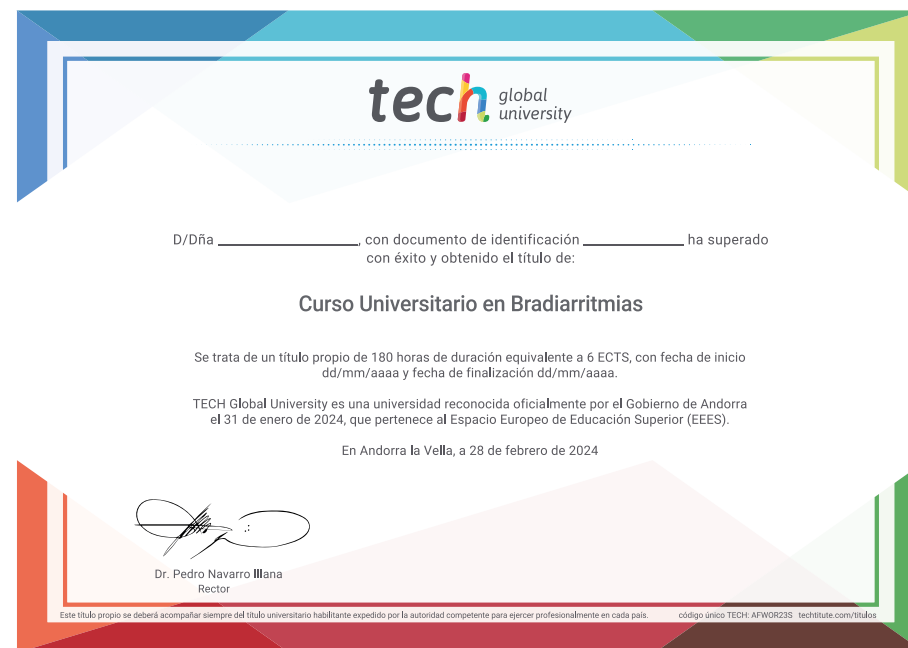 tech global university
D/Dña ____________________, con documento de identificación ______________ ha superado
con éxito y obtenido el título de:
Curso Universitario en Bradiarritmias
Se trata de un título propio de 180 horas de duración equivalente a 6 ECTS, con fecha de inicio
dd/mm/aaaa y fecha de finalización dd/mm/aaaa.
TECH Global University es una universidad reconocida oficialmente por el Gobierno de Andorra
el 31 de enero de 2024, que pertenece al Espacio Europeo de Educación Superior (EEES).
En Andorra la Vella, a 28 de febrero de 2024
Dr. Pedro Navarro Illana
Rector
Este título propio se deberá acompañar siempre del título universitario habilitante expedido por la autoridad competente para ejercer profesionalmente en cada país. código único TECH: AFWOR23S techtitute.com/titulos